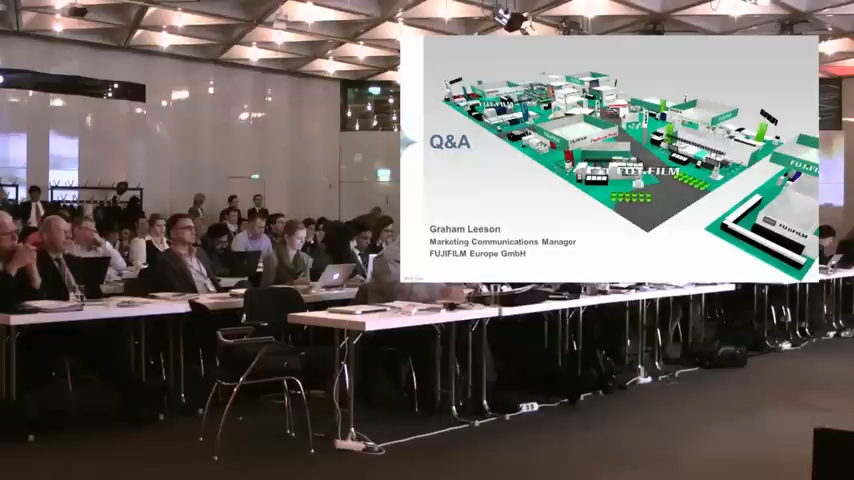 Q&A
Graham Leeson
Marketing Communications Manager
FUJIFILM Europe GmbH
FUJIFILM
FUJIFILM
FUJIFILM